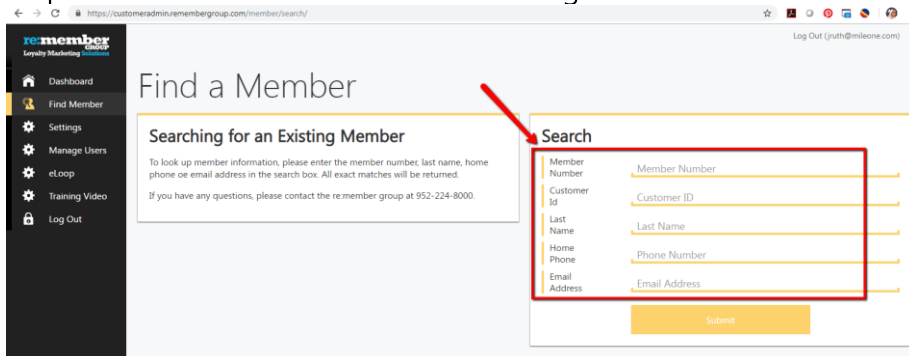 https://customeradmin.remembergroup.com/member/search/
re:member
GROUP
Loyalty Marketing Solutions
Log Out (jruth@mileone.com)
Dashboard
Find Member
Settings
Manage Users
eLoop
Training Video
Log Out
Find a Member
Searching for an Existing Member
To look up member information, please enter the member number, last name, home
phone oe email address in the search box. All exact matches will be returned.
If you have any questions, please contact the re:member group at 952-224-8000.
Search
Member
Number
Member Number
Customer
Id
Customer ID
Last
Name
Last Name
Home
Phone
Phone Number
Email
Address
Email Address
Submit